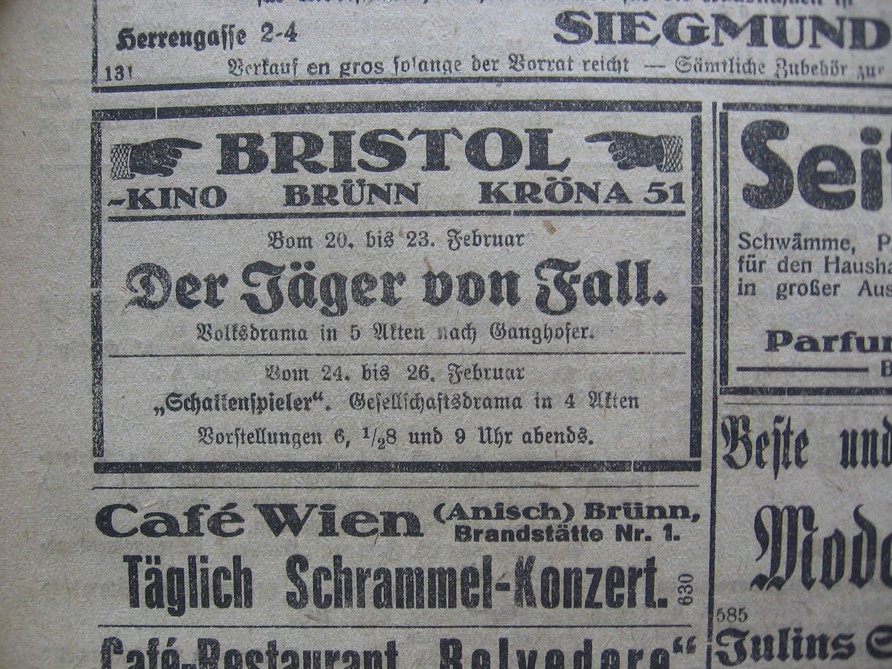 Herrengasse 2-4
SIEGMUND
131
Verkauf en gros solange der Vorrat reicht — Sämtliche Zubehör zur
BRISTOL
-KINO BRÜNN KRÖNA 51
Vom 20. bis 23. Februar
Der Jäger von Fall.
Volksdrama in 5 Akten nach Ganghofer.
Vom 24. bis 26. Februar
„Schattenspieler“. Gesellschaftsdrama in 4 Akten
Vorstellungen 6, 1/28 und 9 Uhr abends.
Café Wien (Anisch) Brünn,
Brandstätte Nr. 1.
Täglich Schrammel-Konzert.
630
Café-Restaurant „Belvedere“
Sei
Schwämme, P
für den Hausha
in großer Aus
Parfum
B
Beste und
Mode
585
Julius S